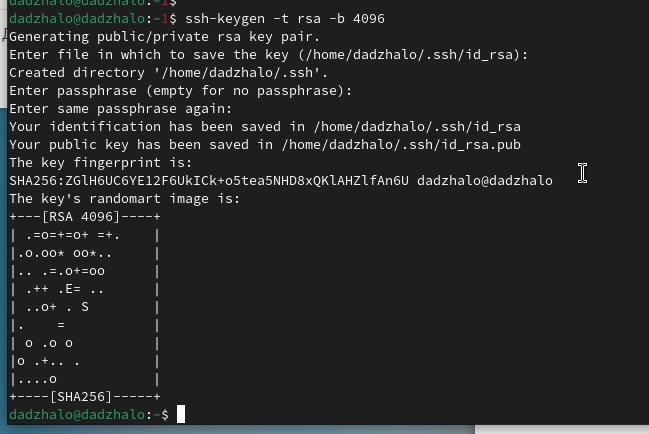 dadzhalo@dadzhalo:~1$
dadzhalo@dadzhalo:~1$ ssh-keygen -t rsa -b 4096
Generating public/private rsa key pair.
Enter file in which to save the key (/home/dadzhalo/.ssh/id_rsa):
Created directory '/home/dadzhalo/.ssh'.
Enter passphrase (empty for no passphrase):
Enter same passphrase again:
Your identification has been saved in /home/dadzhalo/.ssh/id_rsa
Your public key has been saved in /home/dadzhalo/.ssh/id_rsa.pub
The key fingerprint is:
SHA256:ZGlH6UC6YE12F6UkICk+o5tea5NHD8xQKlAHZlfAn6U dadzhalo@dadzhalo
The key's randomart image is:
+---[RSA 4096]----+
| .=o=+=o+ =+.    |
|.o.oo* oo*..     |
|.. .=.o+=oo      |
| .++ .E= ..      |
| ..o+ . S        |
|.    =           |
| o .o o          |
|o .+.. .         |
|....o            |
+----[SHA256]-----+
dadzhalo@dadzhalo:~$